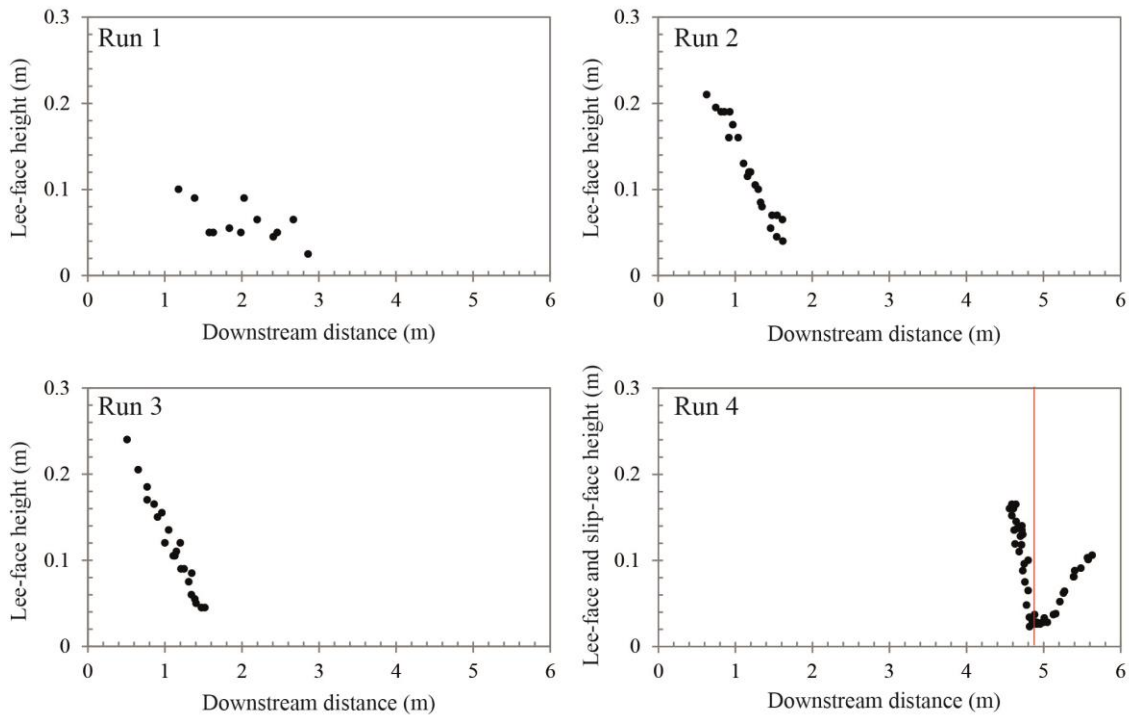 Run 1
Lee-face height (m)
0.3
0.2
0.1
0
0 1 2 3 4 5 6
Downstream distance (m)
Run 2
Lee-face height (m)
0.3
0.2
0.1
0
0 1 2 3 4 5 6
Downstream distance (m)
Run 3
Lee-face height (m)
0.3
0.2
0.1
0
0 1 2 3 4 5 6
Downstream distance (m)
Run 4
Lee-face and slip-face height (m)
0.3
0.2
0.1
0
0 1 2 3 4 5 6
Downstream distance (m)